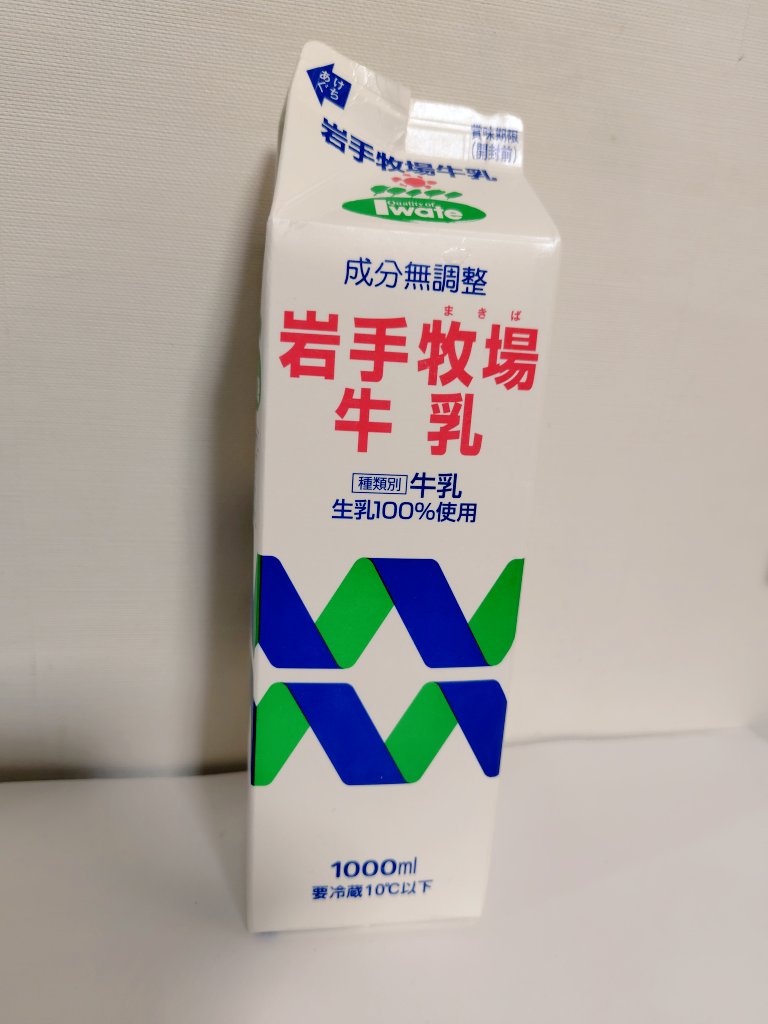 あけ
ぐち
賞味期限
(開封前)
岩手牧場牛乳
Quality of
Iwate
成分無調整
まきば
岩手牧場
牛乳
種類別 牛乳
生乳100%使用
1000ml
要冷蔵10℃以下